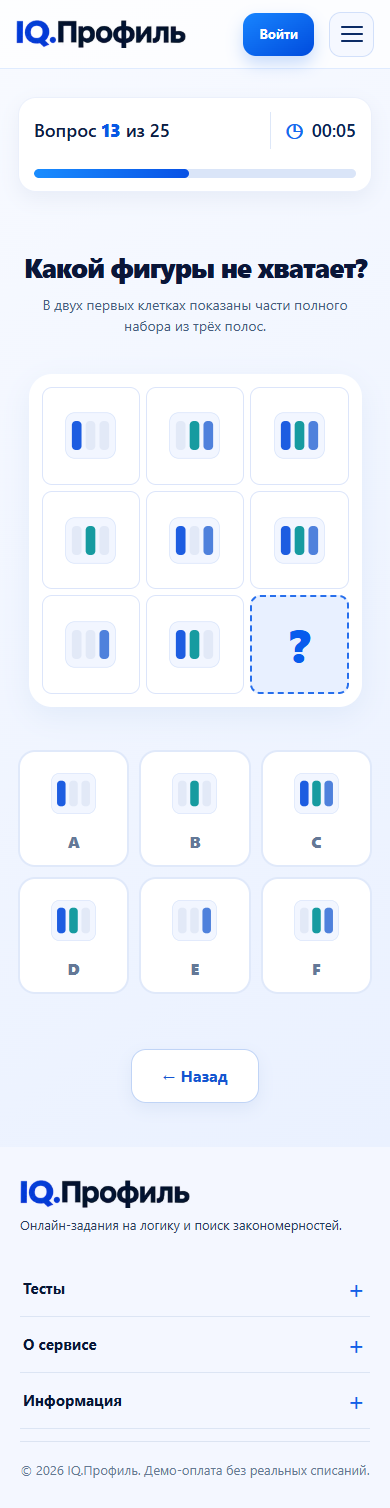 IQ.Профиль
Войти
Вопрос 13 из 25
00:05
Какой фигуры не хватает?
В двух первых клетках показаны части полного
набора из трёх полос.
?
A
B
C
D
E
F
← Назад
IQ.Профиль
Онлайн-задания на логику и поиск закономерностей.
Тесты +
О сервисе +
Информация +
© 2026 IQ.Профиль. Демо-оплата без реальных списаний.